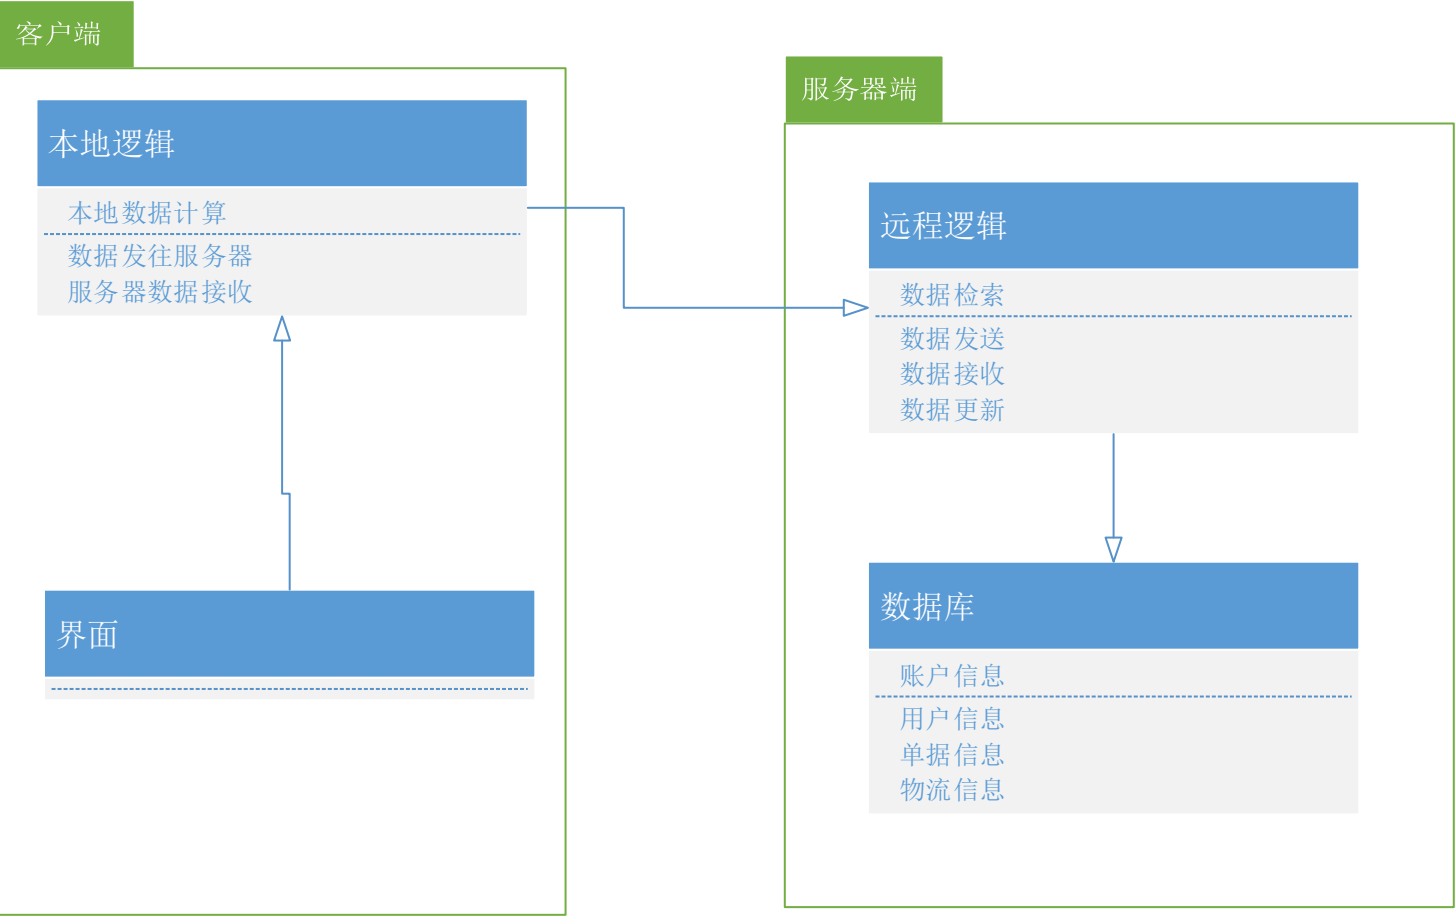 客户端
本地逻辑
本地数据计算
数据发往服务器
服务器数据接收
界面
服务器端
远程逻辑
数据检索
数据发送
数据接收
数据更新
数据库
账户信息
用户信息
单据信息
物流信息